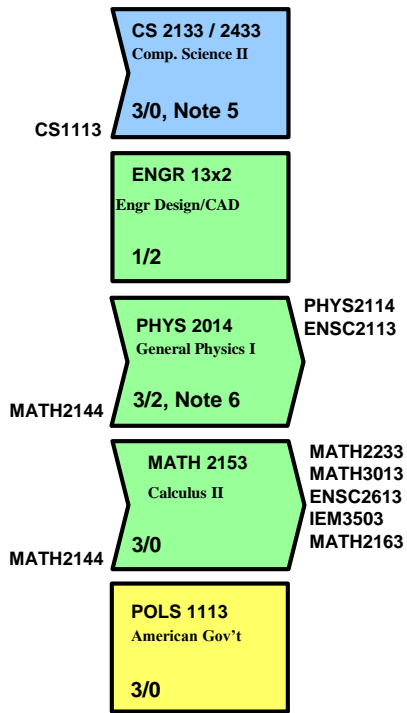 CS 2133 / 2433
Comp. Science II
3/0, Note 5
CS1113
ENGR 13x2
Engr Design/CAD
1/2
PHYS 2014
General Physics I
3/2, Note 6
PHYS2114
ENSC2113
MATH2144
MATH 2153
Calculus II
3/0
MATH2233
MATH3013
ENSC2613
IEM3503
MATH2163
MATH2144
POLS 1113
American Gov't
3/0